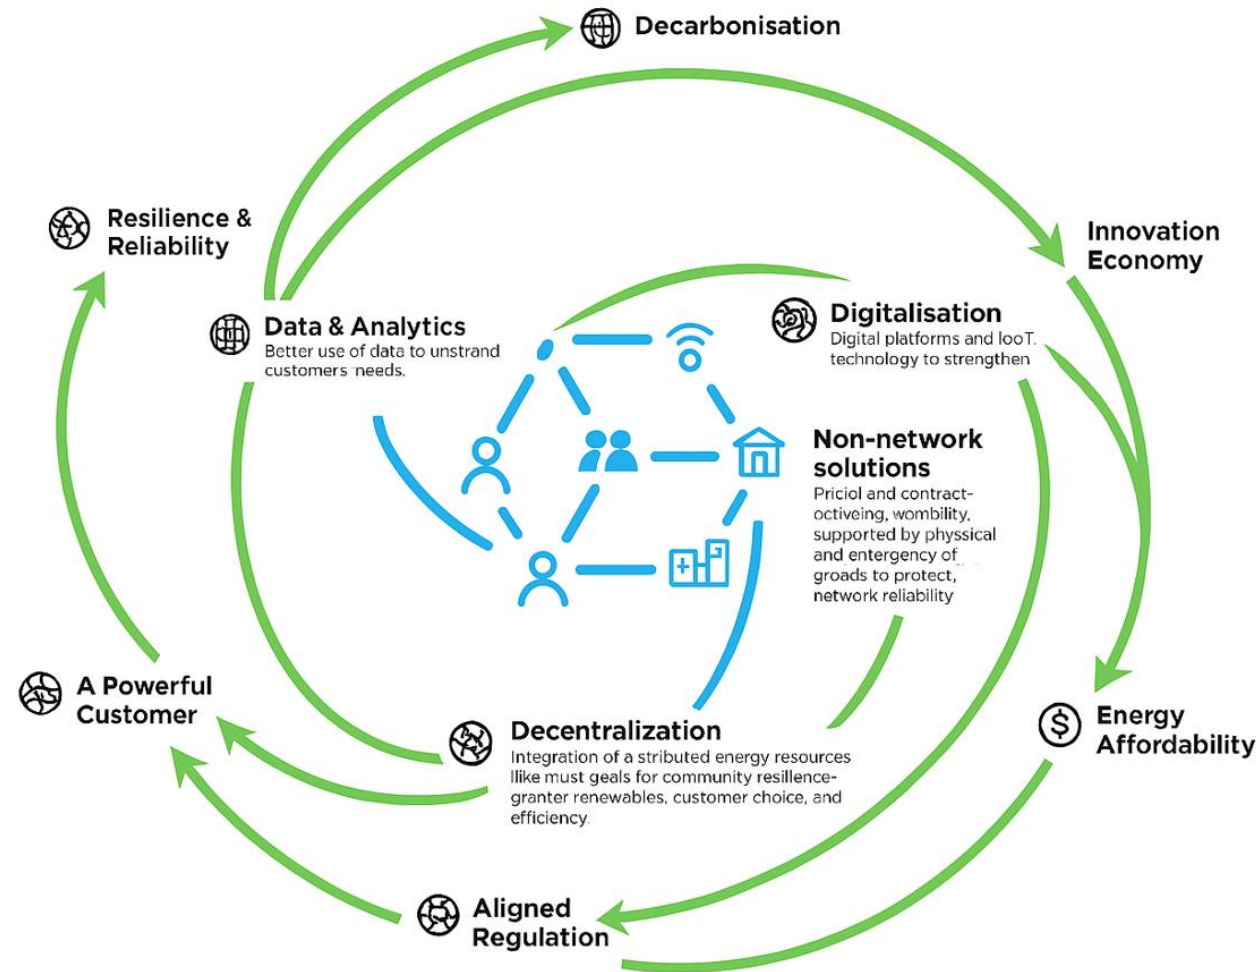 Decarbonisation
Resilience &
Reliability
Innovation
Economy
Data & Analytics
Better use of data to unstrand
customers needs.
Digitalisation
Digital platforms and IooT.
technology to strengthen
Non-network
solutions
Priciol and contract-
octiveing, wombility,
supported by physsical
and entergency of
groads to protect,
network reliability
A Powerful
Customer
Decentralization
Integration of a stributed energy resources
llike must geals for community resillence-
granter renewables, customer choice, and
efficiency.
$
Energy
Affordability
Aligned
Regulation